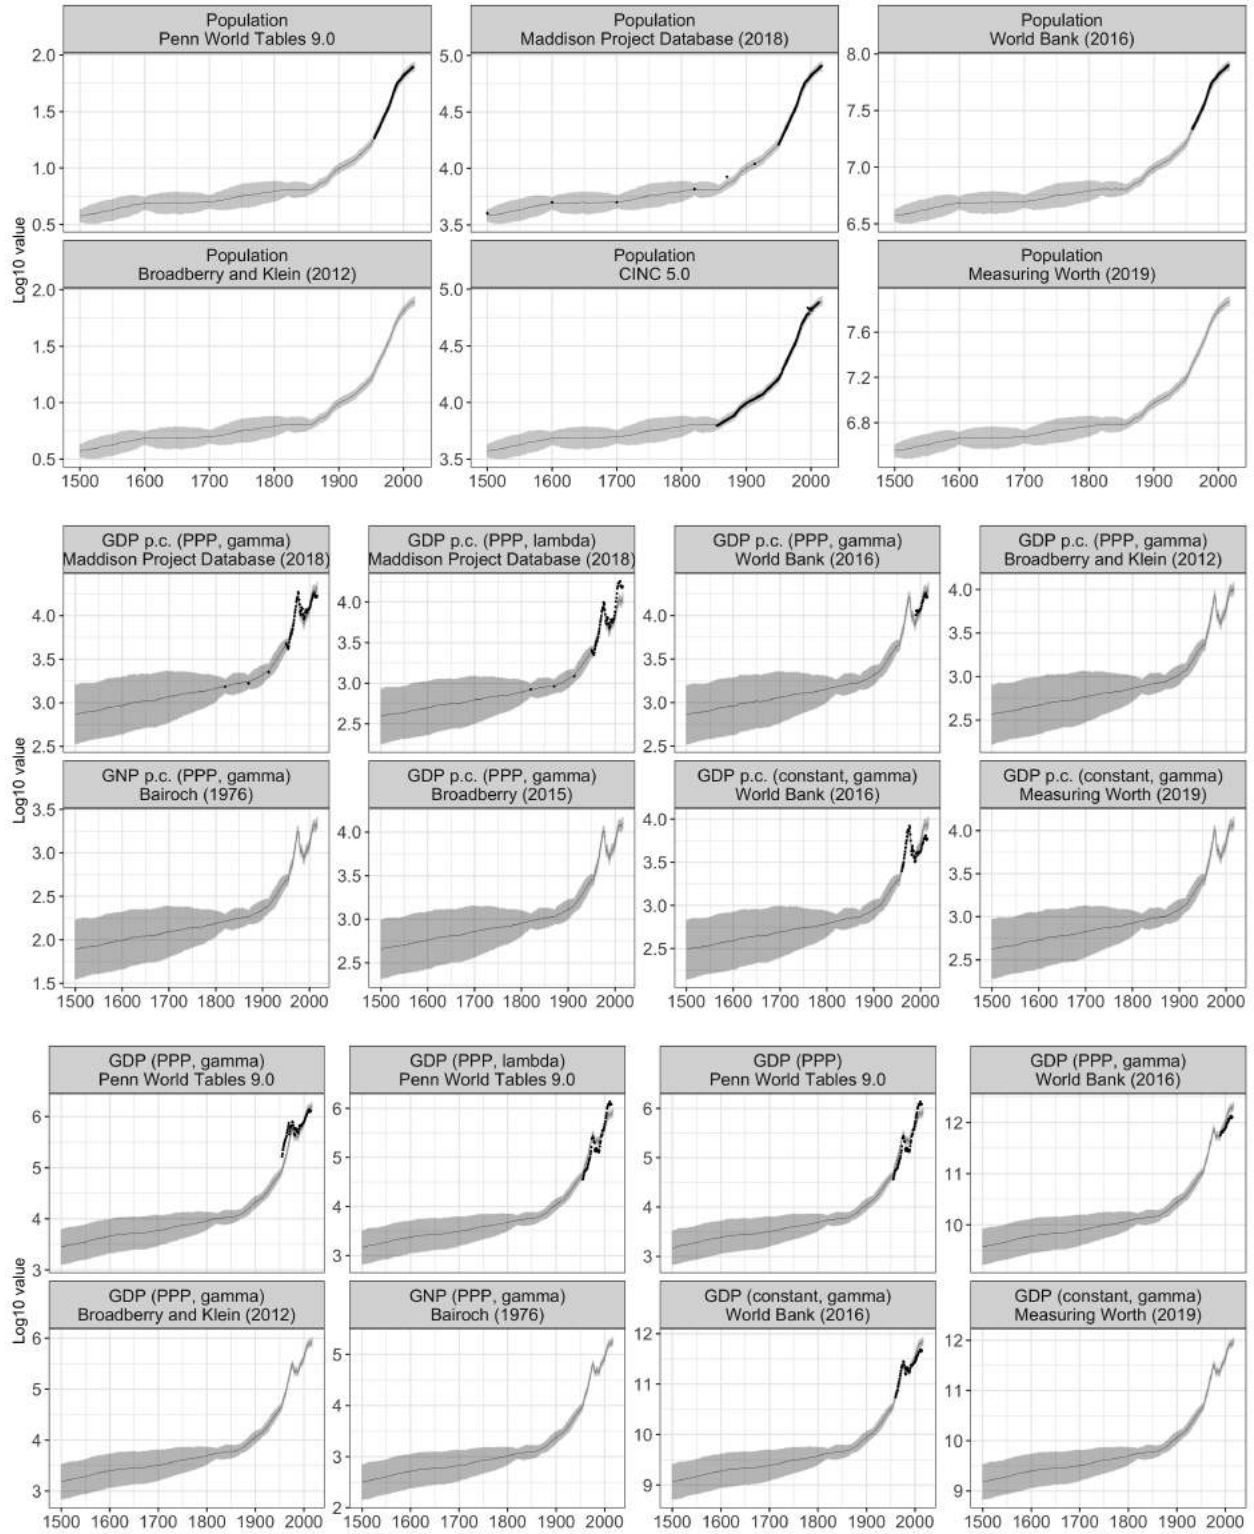 Population
Penn World Tables 9.0
Population
Maddison Project Database (2018)
Population
World Bank (2016)
2.0
1.5
1.0
0.5
5.0
4.5
4.0
3.5
8.0
7.5
7.0
6.5
Log10 value
Population
Broadberry and Klein (2012)
Population
CINC 5.0
Population
Measuring Worth (2019)
2.0
1.5
1.0
0.5
5.0
4.5
4.0
3.5
7.6
7.2
6.8
1500 1600 1700 1800 1900 2000
1500 1600 1700 1800 1900 2000
1500 1600 1700 1800 1900 2000
GDP p.c. (PPP, gamma)
Maddison Project Database (2018)
GDP p.c. (PPP, lambda)
Maddison Project Database (2018)
GDP p.c. (PPP, gamma)
World Bank (2016)
GDP p.c. (PPP, gamma)
Broadberry and Klein (2012)
4.0
3.5
3.0
2.5
4.0
3.5
3.0
2.5
4.0
3.5
3.0
2.5
4.0
3.5
3.0
2.5
Log10 value
GNP p.c. (PPP, gamma)
Bairoch (1976)
GDP p.c. (PPP, gamma)
Broadberry (2015)
GDP p.c. (constant, gamma)
World Bank (2016)
GDP p.c. (constant, gamma)
Measuring Worth (2019)
3.5
3.0
2.5
2.0
1.5
4.0
3.5
3.0
2.5
4.0
3.5
3.0
2.5
4.0
3.5
3.0
2.5
1500 1600 1700 1800 1900 2000
1500 1600 1700 1800 1900 2000
1500 1600 1700 1800 1900 2000
1500 1600 1700 1800 1900 2000
GDP (PPP, gamma)
Penn World Tables 9.0
GDP (PPP, lambda)
Penn World Tables 9.0
GDP (PPP)
Penn World Tables 9.0
GDP (PPP, gamma)
World Bank (2016)
6
5
4
3
6
5
4
3
6
5
4
3
12
11
10
Log10 value
GDP (PPP, gamma)
Broadberry and Klein (2012)
GNP (PPP, gamma)
Bairoch (1976)
GDP (constant, gamma)
World Bank (2016)
GDP (constant, gamma)
Measuring Worth (2019)
6
5
4
3
5
4
3
2
12
11
10
9
12
11
10
9
1500 1600 1700 1800 1900 2000
1500 1600 1700 1800 1900 2000
1500 1600 1700 1800 1900 2000
1500 1600 1700 1800 1900 2000